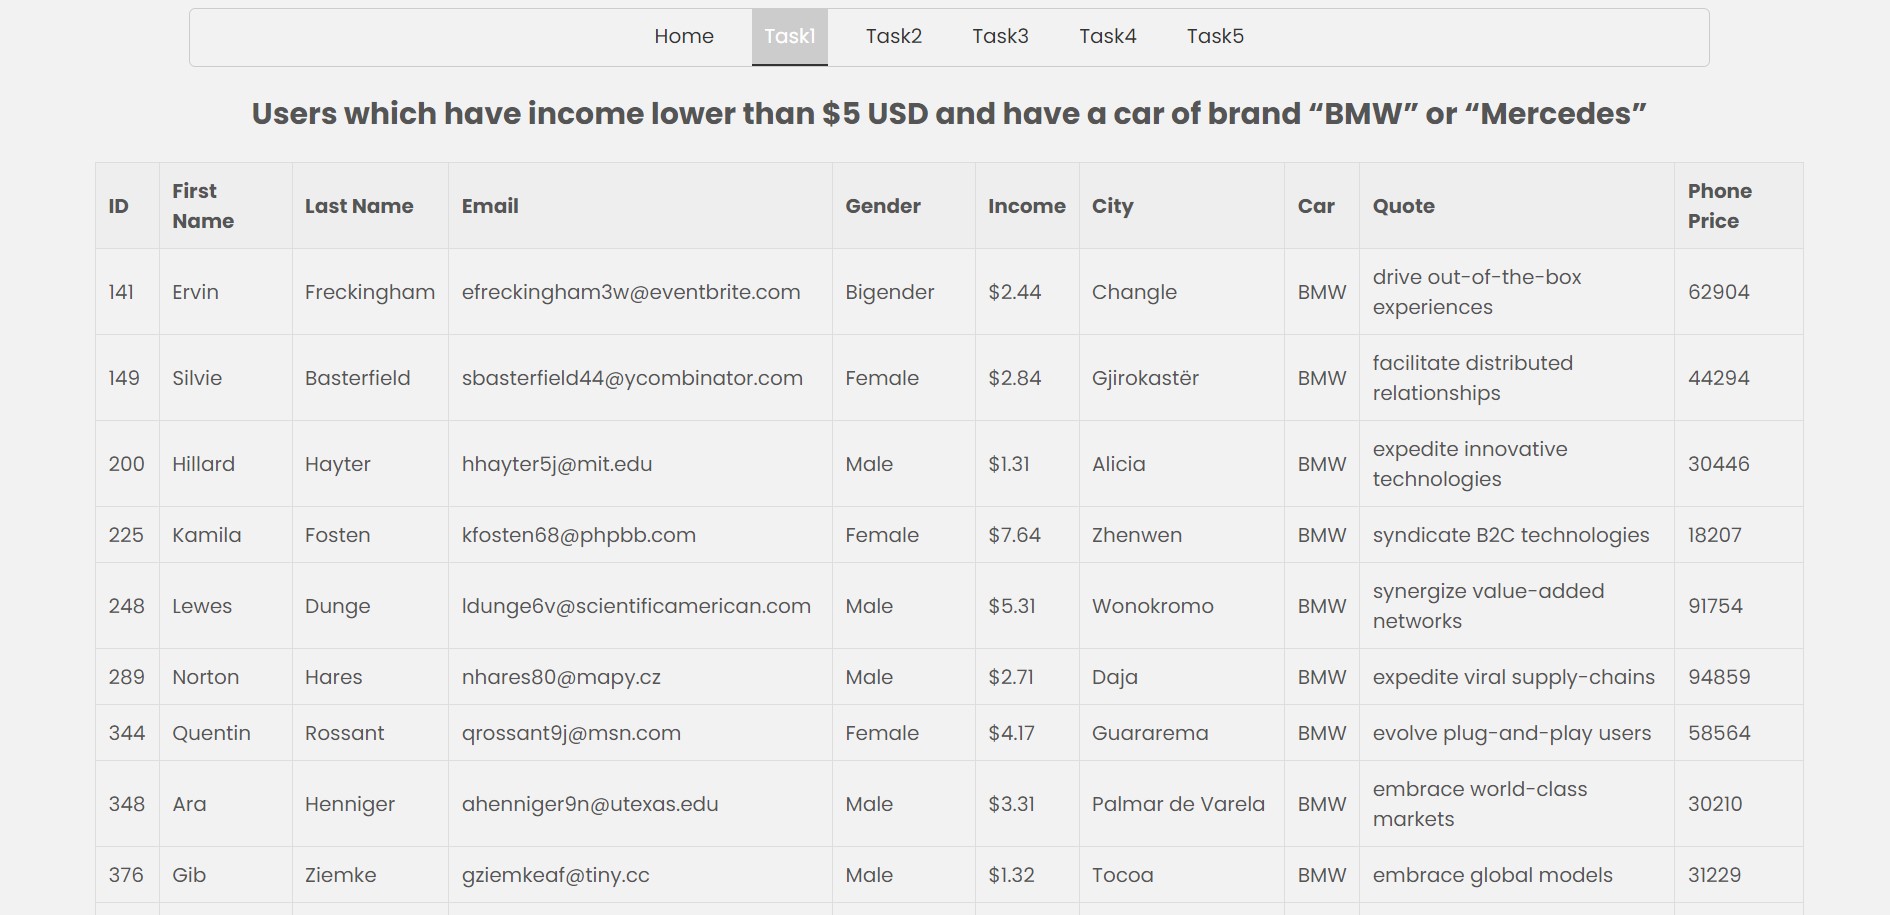 Home Task1 Task2 Task3 Task4 Task5
Users which have income lower than $5 USD and have a car of brand “BMW” or “Mercedes”
ID First Name Last Name Email Gender Income City Car Quote Phone Price
141 Ervin Freckingham efreckingham3w@eventbrite.com Bigender $2.44 Changle BMW drive out-of-the-box experiences 62904
149 Silvie Basterfield sbasterfield44@ycombinator.com Female $2.84 Gjirokastër BMW facilitate distributed relationships 44294
200 Hillard Hayter hhayter5j@mit.edu Male $1.31 Alicia BMW expedite innovative technologies 30446
225 Kamila Fosten kfosten68@phpbb.com Female $7.64 Zhenwen BMW syndicate B2C technologies 18207
248 Lewes Dunge ldunge6v@scientificamerican.com Male $5.31 Wonokromo BMW synergize value-added networks 91754
289 Norton Hares nhares80@mapy.cz Male $2.71 Daja BMW expedite viral supply-chains 94859
344 Quentin Rossant qrossant9j@msn.com Female $4.17 Guararema BMW evolve plug-and-play users 58564
348 Ara Henniger ahenniger9n@utexas.edu Male $3.31 Palmar de Varela BMW embrace world-class markets 30210
376 Gib Ziemke gziemkeaf@tiny.cc Male $1.32 Tocoa BMW embrace global models 31229